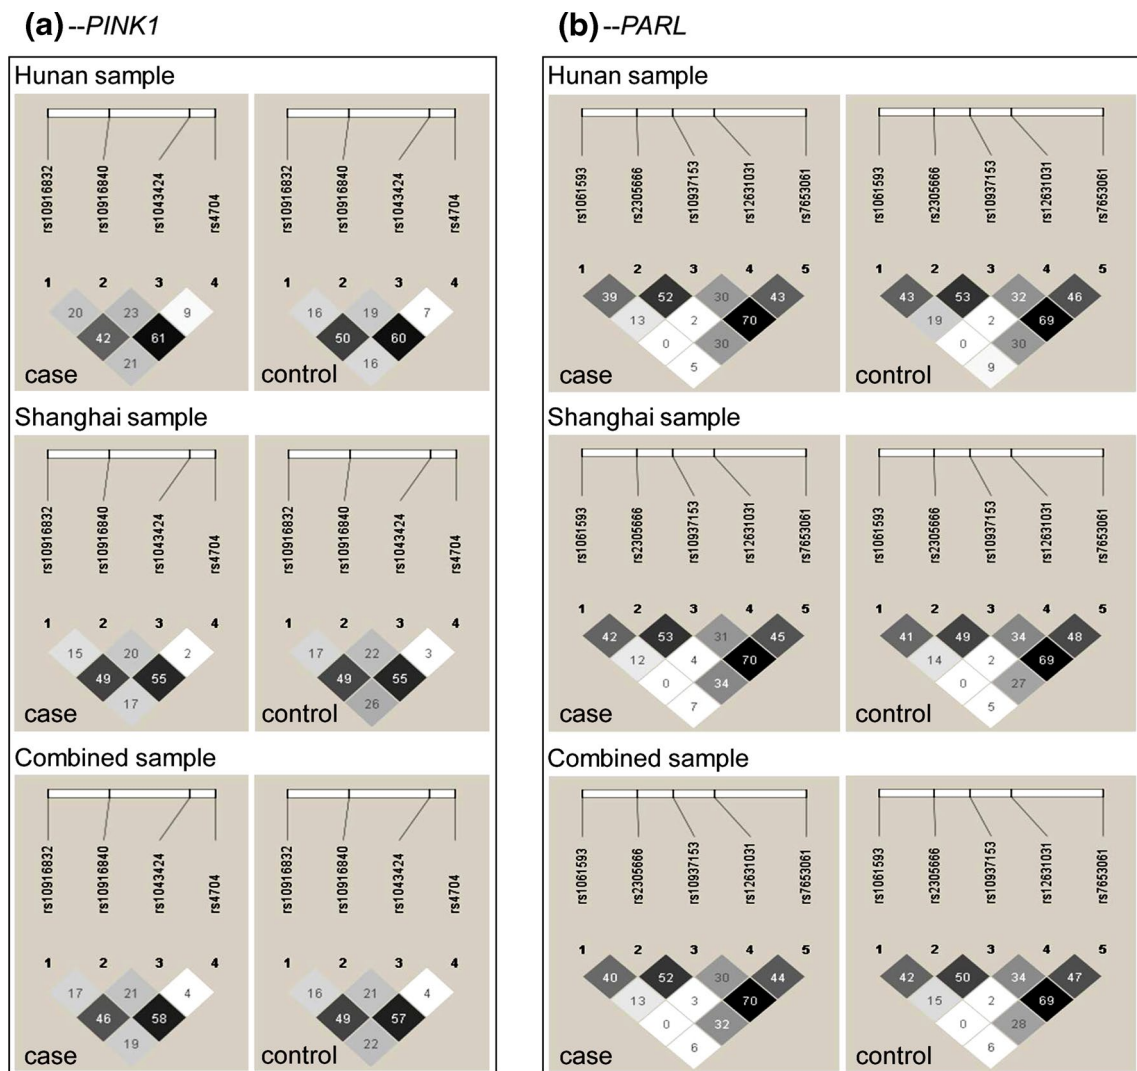 (a) --PINK1
Hunan sample
rs10916832 rs10916840 rs1043424 rs4704
1 2 3 4
20 23 9
42 61
21
case
rs10916832 rs10916840 rs1043424 rs4704
1 2 3 4
16 19 7
50 60
16
control
Shanghai sample
rs10916832 rs10916840 rs1043424 rs4704
1 2 3 4
15 20 2
49 55
17
case
rs10916832 rs10916840 rs1043424 rs4704
1 2 3 4
17 22 3
49 55
26
control
Combined sample
rs10916832 rs10916840 rs1043424 rs4704
1 2 3 4
17 21 4
46 58
19
case
rs10916832 rs10916840 rs1043424 rs4704
1 2 3 4
16 21 4
49 57
22
control
(b) --PARL
Hunan sample
rs1061593 rs2305666 rs10937153 rs12631031 rs7653061
1 2 3 4 5
39 52 30 43
13 2 70
0 30
5
case
rs1061593 rs2305666 rs10937153 rs12631031 rs7653061
1 2 3 4 5
43 53 32 46
19 2 69
0 30
9
control
Shanghai sample
rs1061593 rs2305666 rs10937153 rs12631031 rs7653061
1 2 3 4 5
42 53 31 45
12 4 70
0 34
7
case
rs1061593 rs2305666 rs10937153 rs12631031 rs7653061
1 2 3 4 5
41 49 34 48
14 2 69
0 27
5
control
Combined sample
rs1061593 rs2305666 rs10937153 rs12631031 rs7653061
1 2 3 4 5
40 52 30 44
13 3 70
0 32
6
case
rs1061593 rs2305666 rs10937153 rs12631031 rs7653061
1 2 3 4 5
42 50 34 47
15 2 69
0 28
6
control